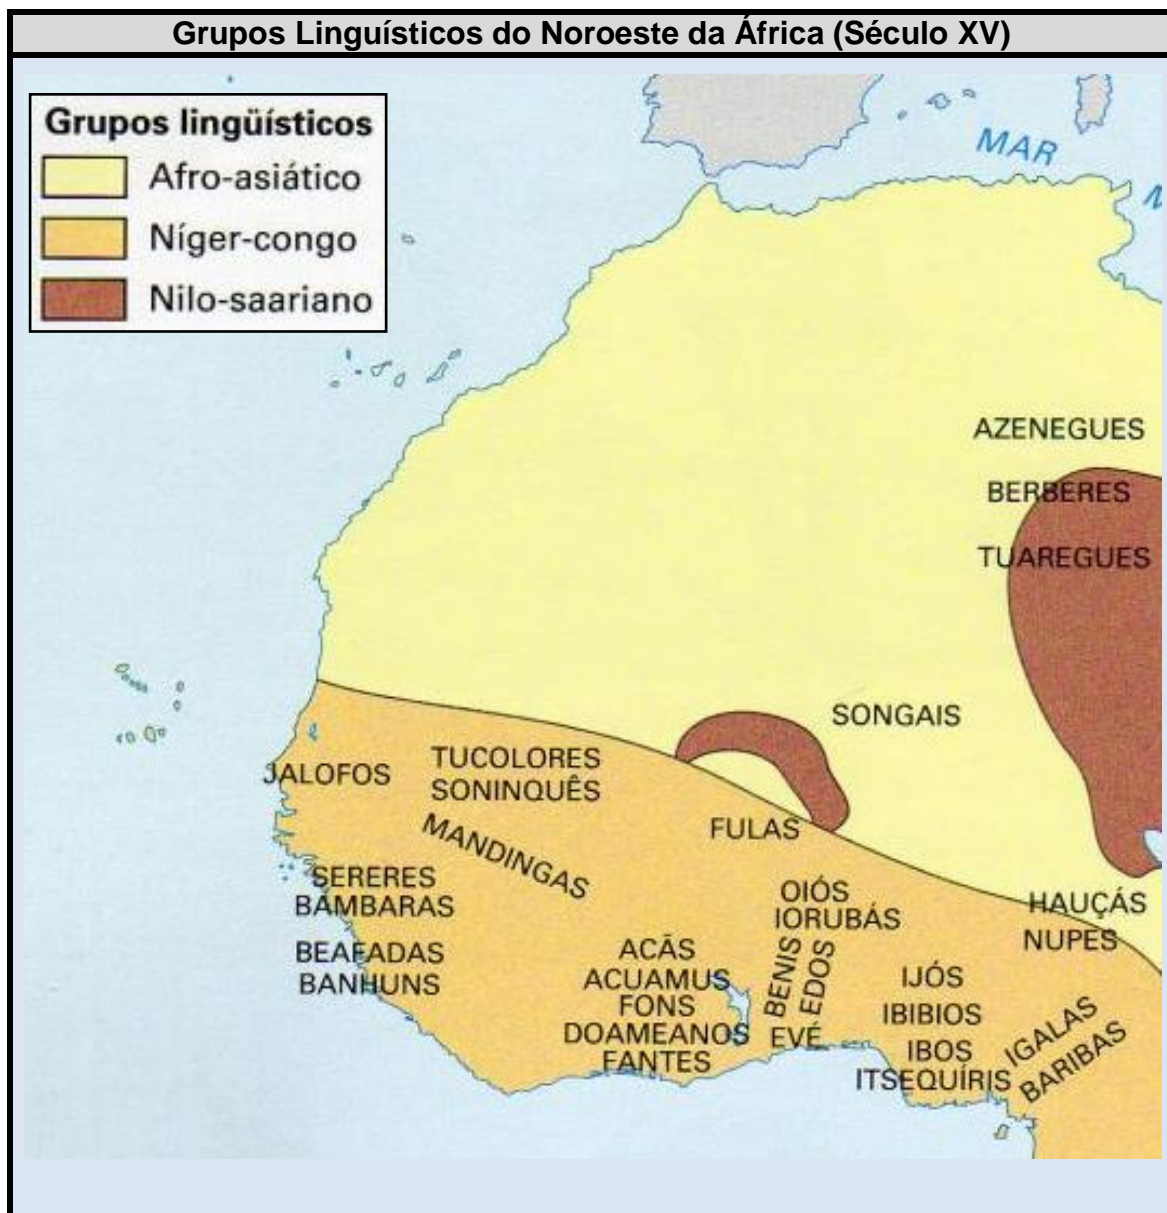 Grupos Linguísticos do Noroeste da África (Século XV)
Grupos lingüísticos
Afro-asiático
Níger-congo
Nilo-saariano
MAR
M
AZENEGUES
BERBERES
TUAREGUES
SONGAIS
JALOFOS
TUCOLORES
SONINQUÊS
MANDINGAS
FULAS
SERERES
BAMBARAS
BEAFADAS
BANHUNS
OIÓS
IORUBÁS
HAUÇÁS
NUPES
ACÃS
ACUAMUS
FONS
DOAMEANOS
FANTES
BENIS
EDOS
EVÉ
IJÓS
IBIBIOS
IBOS
ITSEQUÍRIS
IGALAS
BARIBAS